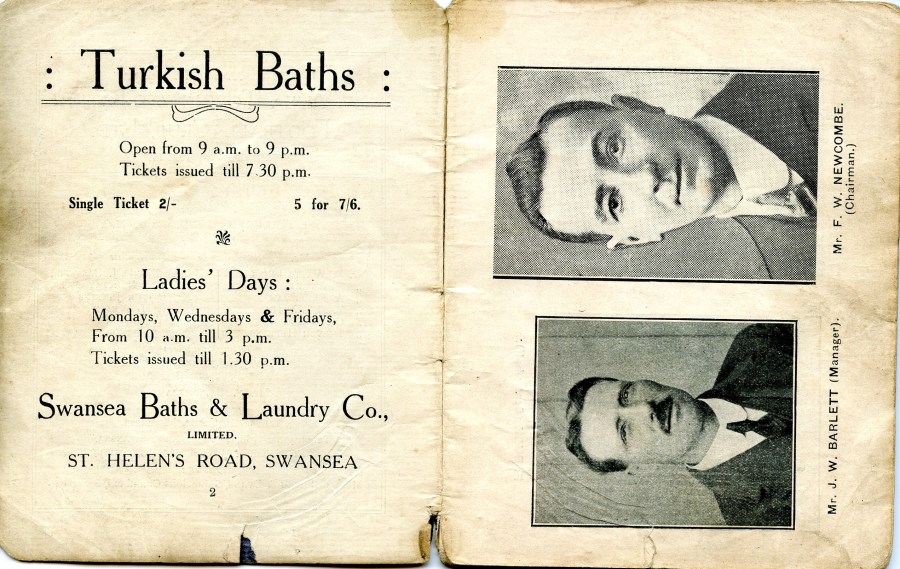 : Turkish Baths :
Open from 9 a.m. to 9 p.m.
Tickets issued till 7.30 p.m.
Single Ticket 2/- 5 for 7/6.
Ladies' Days :
Mondays, Wednesdays & Fridays,
From 10 a.m. till 3 p.m.
Tickets issued till 1.30 p.m.
Swansea Baths & Laundry Co.,
LIMITED.
ST. HELEN'S ROAD, SWANSEA
2
Mr. F. W. NEWCOMBE.
(Chairman.)
Mr. J. W. BARLETT (Manager).